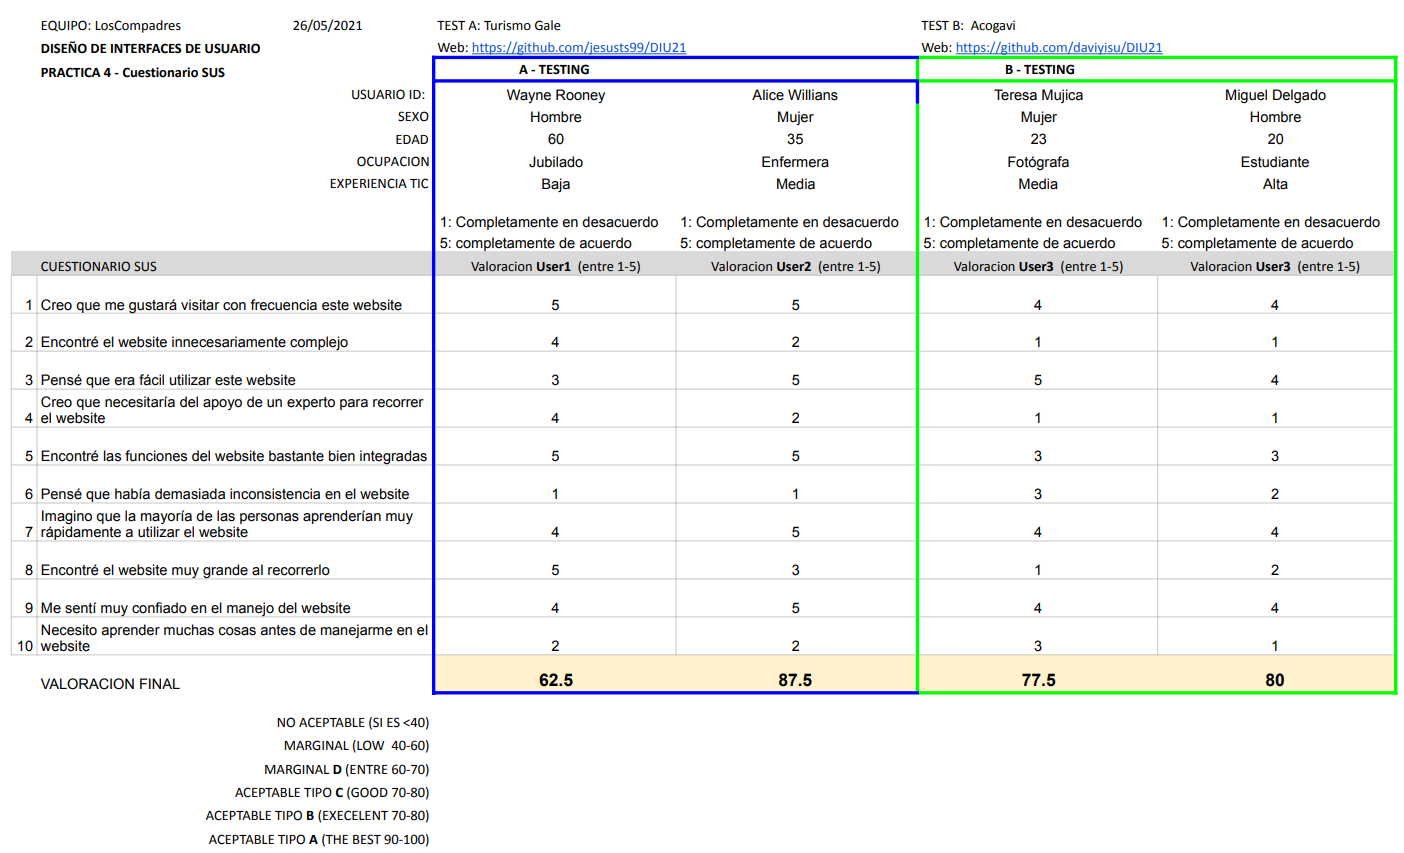 EQUIPO: LosCompadres 26/05/2021 TEST A: Turismo Gale TEST B: Acogavi
DISEÑO DE INTERFACES DE USUARIO Web: https://github.com/jesusts99/DIU21 Web: https://github.com/daviyisu/DIU21
PRACTICA 4 - Cuestionario SUS A - TESTING B - TESTING
USUARIO ID: Wayne Rooney Alice Willians Teresa Mujica Miguel Delgado
SEXO Hombre Mujer Mujer Hombre
EDAD 60 35 23 20
OCUPACION Jubilado Enfermera Fotógrafa Estudiante
EXPERIENCIA TIC Baja Media Media Alta
1: Completamente en desacuerdo 1: Completamente en desacuerdo 1: Completamente en desacuerdo 1: Completamente en desacuerdo
5: completamente de acuerdo 5: completamente de acuerdo 5: completamente de acuerdo 5: completamente de acuerdo
CUESTIONARIO SUS Valoracion User1 (entre 1-5) Valoracion User2 (entre 1-5) Valoracion User3 (entre 1-5) Valoracion User3 (entre 1-5)
1 Creo que me gustará visitar con frecuencia este website 5 5 4 4
2 Encontré el website innecesariamente complejo 4 2 1 1
3 Pensé que era fácil utilizar este website 3 5 5 4
Creo que necesitaría del apoyo de un experto para recorrer
4 el website 4 2 1 1
5 Encontré las funciones del website bastante bien integradas 5 5 3 3
6 Pensé que había demasiada inconsistencia en el website 1 1 3 2
Imagino que la mayoría de las personas aprenderían muy
7 rápidamente a utilizar el website 4 5 4 4
8 Encontré el website muy grande al recorrerlo 5 3 1 2
9 Me sentí muy confiado en el manejo del website 4 5 4 4
Necesito aprender muchas cosas antes de manejarme en el
10 website 2 2 3 1
VALORACION FINAL 62.5 87.5 77.5 80
NO ACEPTABLE (SI ES <40)
MARGINAL (LOW 40-60)
MARGINAL D (ENTRE 60-70)
ACEPTABLE TIPO C (GOOD 70-80)
ACEPTABLE TIPO B (EXECELENT 70-80)
ACEPTABLE TIPO A (THE BEST 90-100)